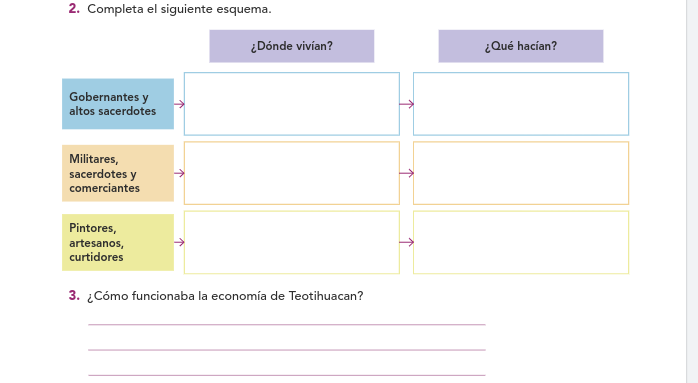 2. Completa el siguiente esquema.
¿Dónde vivían?
¿Qué hacían?
Gobernantes y
altos sacerdotes
Militares,
sacerdotes y
comerciantes
Pintores,
artesanos,
curtidores
3. ¿Cómo funcionaba la economía de Teotihuacan?